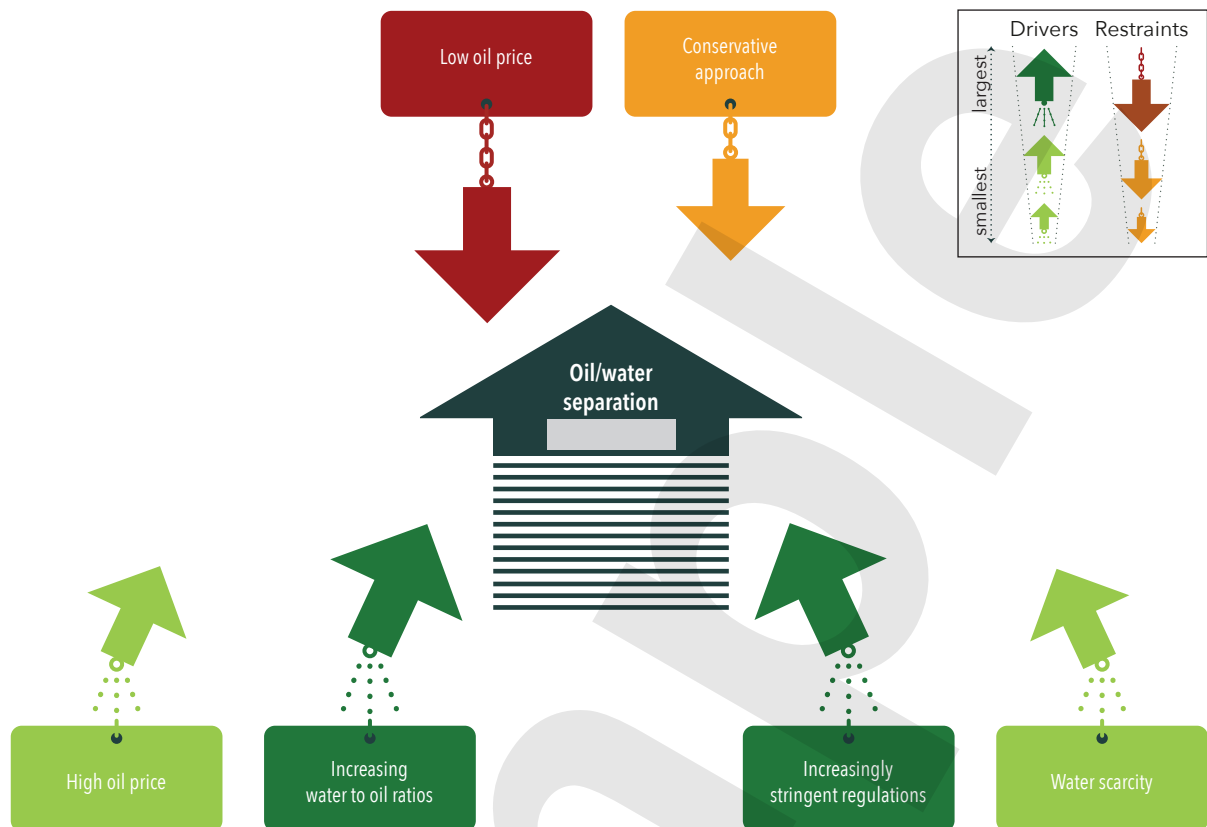 Low oil price
Conservative
approach
Drivers
Restraints
largest
smallest
Oil/water
separation
High oil price
Increasing
water to oil ratios
Increasingly
stringent regulations
Water scarcity